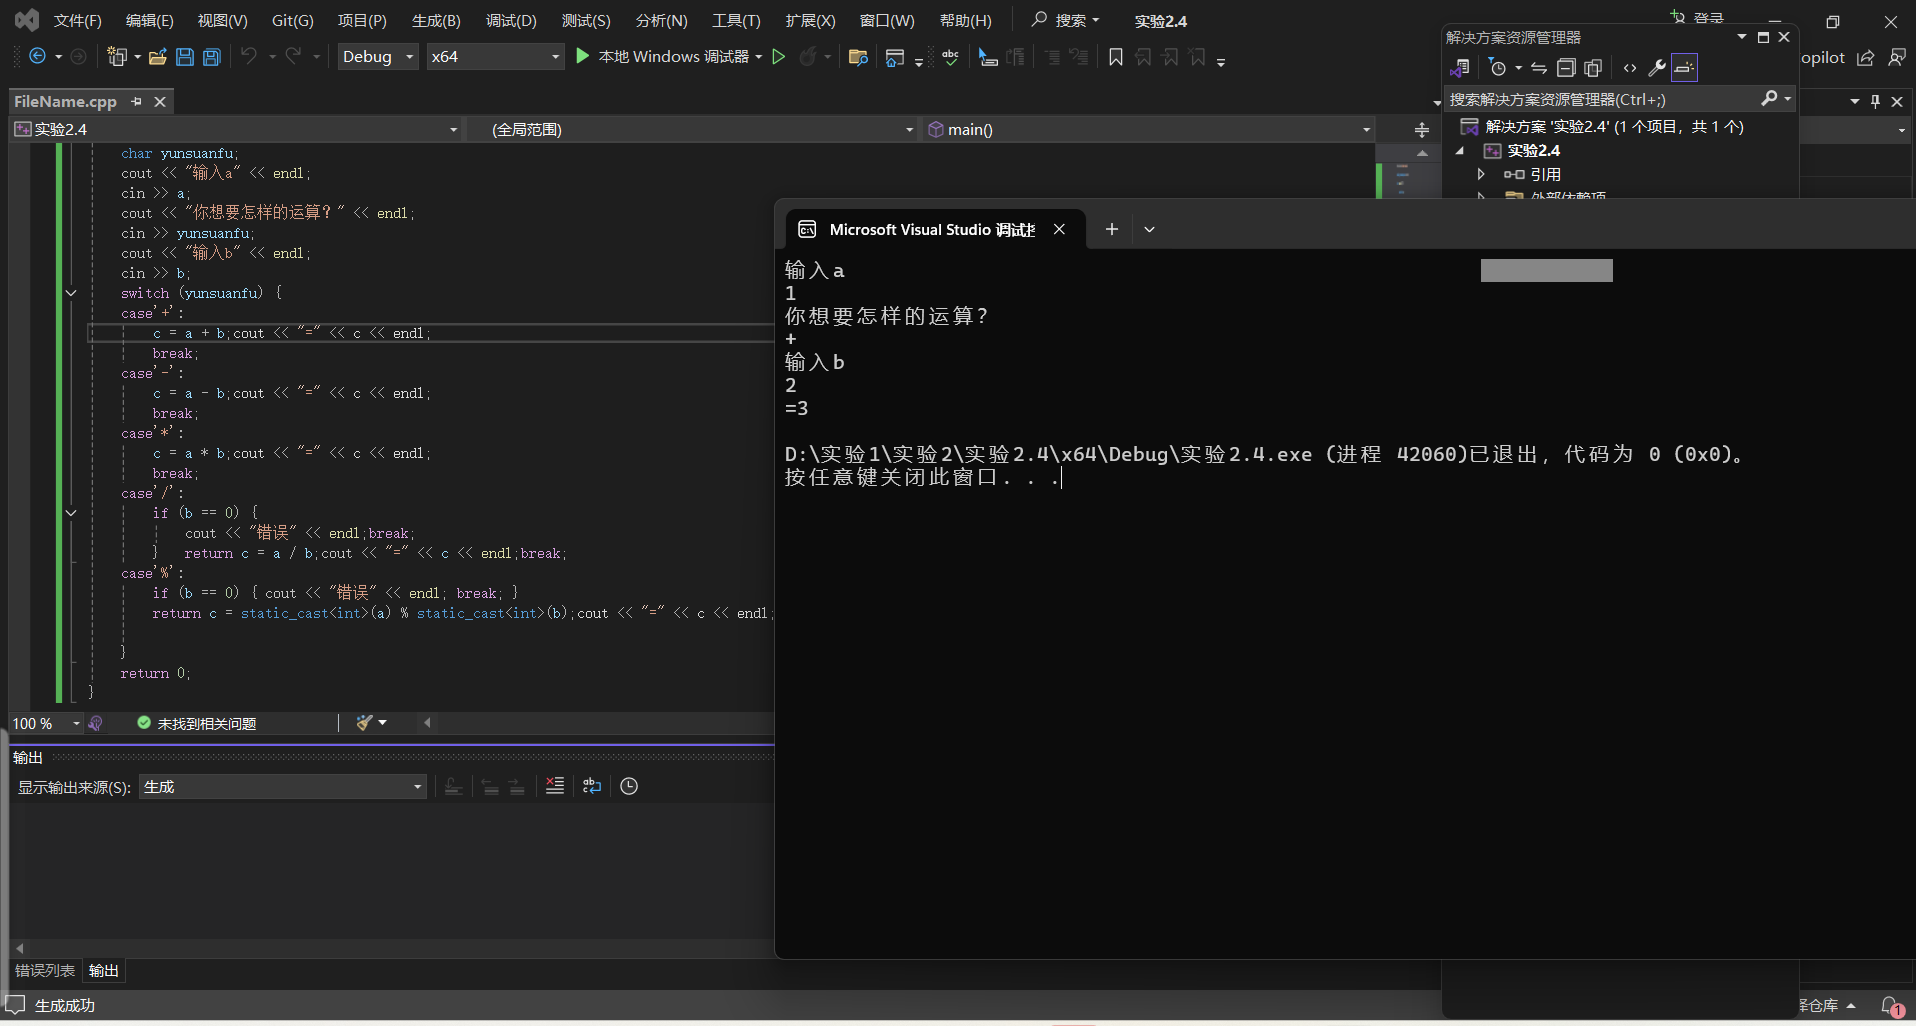 文件(F) 编辑(E) 视图(V) Git(G) 项目(P) 生成(B) 调试(D) 测试(S) 分析(N) 工具(T) 扩展(X) 窗口(W) 帮助(H) 搜索 实验2.4 登录
Debug x64 本地 Windows 调试器 abc opilot
解决方案资源管理器
搜索解决方案资源管理器(Ctrl+;)
解决方案 '实验2.4' (1 个项目，共 1 个)
实验2.4
引用
外部依赖项
FileName.cpp
实验2.4 (全局范围) main()
char yunsuanfu;
cout << "输入a" << endl;
cin >> a;
cout << "你想要怎样的运算？" << endl;
cin >> yunsuanfu;
cout << "输入b" << endl;
cin >> b;
switch (yunsuanfu) {
case'+':
c = a + b;cout << "=" << c << endl;
break;
case'-':
c = a - b;cout << "=" << c << endl;
break;
case'*':
c = a * b;cout << "=" << c << endl;
break;
case'/':
if (b == 0) {
cout << "错误" << endl;break;
} return c = a / b;cout << "=" << c << endl;break;
case'%':
if (b == 0) { cout << "错误" << endl; break; }
return c = static_cast<int>(a) % static_cast<int>(b);cout << "=" << c << endl;
}
return 0;
}
Microsoft Visual Studio 调试
输入a
1
你想要怎样的运算？
+
输入b
2
=3
D:\实验1\实验2\实验2.4\x64\Debug\实验2.4.exe (进程 42060)已退出，代码为 0 (0x0)。
按任意键关闭此窗口. . .
100 % 未找到相关问题
输出
显示输出来源(S): 生成
错误列表 输出
生成成功
仓库 1